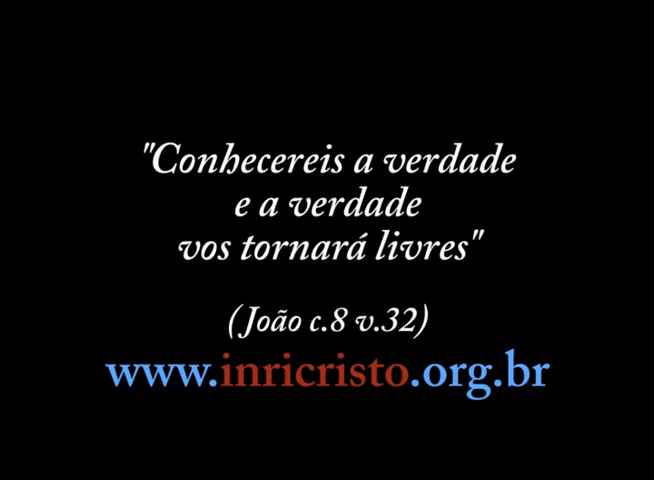 "Conhecereis a verdade
e a verdade
vos tornará livres"
(João c.8 v.32)
www.inricristo.org.br